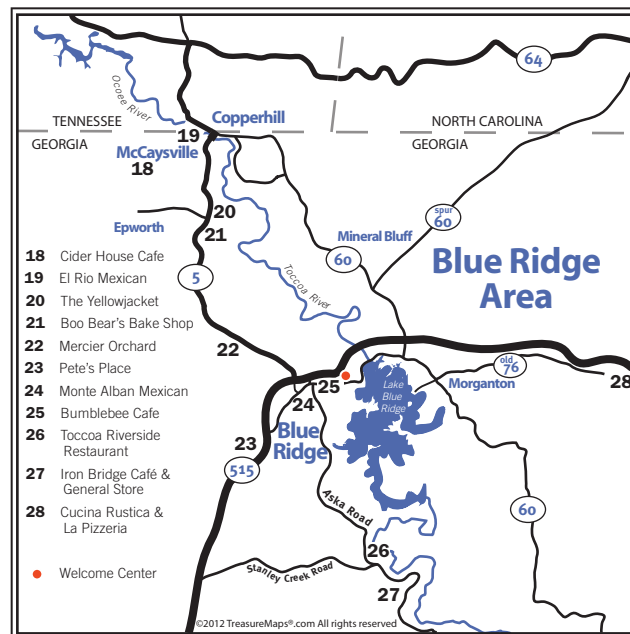 64
Ocoee River
TENNESSEE
Copperhill
NORTH CAROLINA
19
GEORGIA
GEORGIA
McCaysville
18
20
spur
60
Epworth
21
Mineral Bluff
60
Blue Ridge
Area
5
Toccoa River
18 Cider House Cafe
19 El Rio Mexican
20 The Yellowjacket
21 Boo Bear's Bake Shop
22 Mercier Orchard
23 Pete's Place
24 Monte Alban Mexican
25 Bumblebee Cafe
26 Toccoa Riverside
Restaurant
27 Iron Bridge Café &
General Store
28 Cucina Rustica &
La Pizzeria
Welcome Center
22
old
76
25
Lake
Blue
Ridge
Morganton
28
24
Blue
Ridge
23
515
Aska Road
60
26
Stanley Creek Road
27
©2012 TreasureMaps®.com All rights reserved